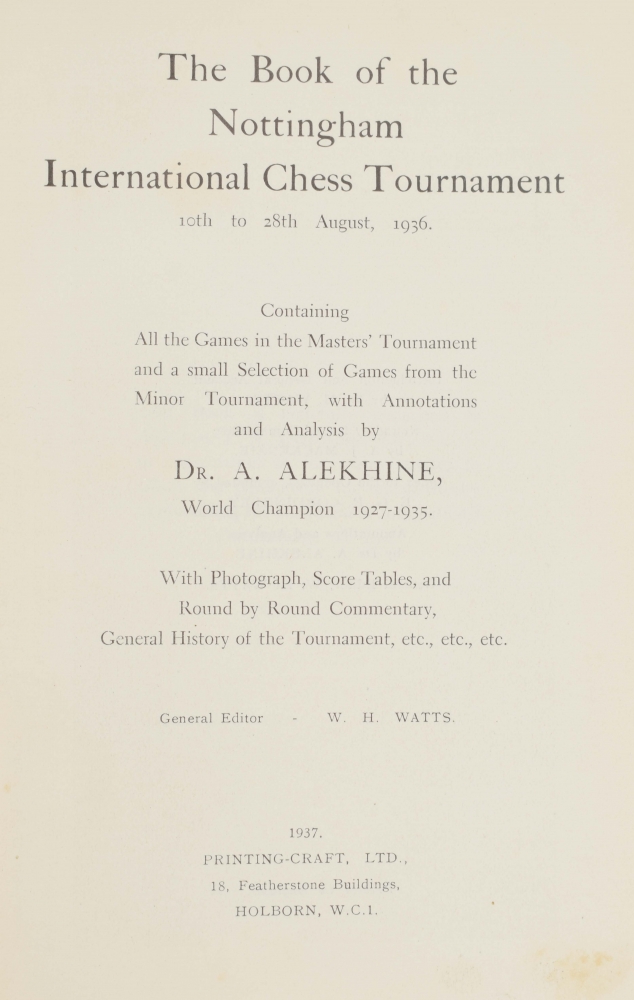 The Book of the
Nottingham
International Chess Tournament
10th to 28th August, 1936.
Containing
All the Games in the Masters' Tournament
and a small Selection of Games from the
Minor Tournament, with Annotations
and Analysis by
DR. A. ALEKHINE,
World Champion 1927-1935.
With Photograph, Score Tables, and
Round by Round Commentary,
General History of the Tournament, etc., etc., etc.
General Editor - W. H. WATTS.
1937.
PRINTING-CRAFT, LTD.,
18, Featherstone Buildings,
HOLBORN, W.C.1.